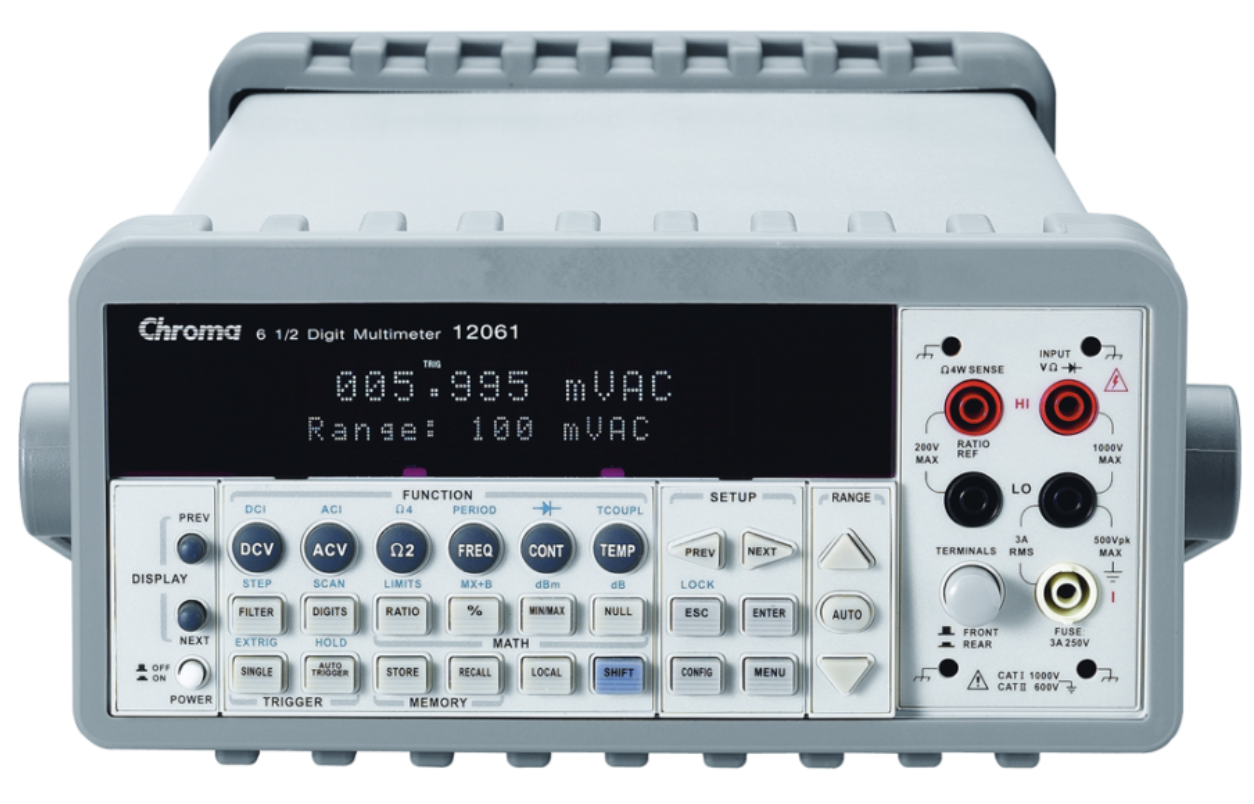 Chroma 6 1/2 Digit Multimeter 12061
TRIG
005.995 mVAC
Range: 100 mVAC
FUNCTION
DCI ACI Ω4 PERIOD TCOUPL
DCV ACV Ω2 FREQ CONT TEMP
STEP SCAN LIMITS MX+B dBm dB
FILTER DIGITS RATIO % MIN/MAX NULL
EXTRIG HOLD MATH
SINGLE AUTO TRIGGER STORE RECALL LOCAL SHIFT
TRIGGER MEMORY
PREV
DISPLAY
NEXT
OFF
ON
POWER
SETUP
PREV NEXT
LOCK
ESC ENTER
CONFIG MENU
RANGE
AUTO
Ω4W SENSE
INPUT
VΩ
HI
RATIO
REF
200V
MAX
1000V
MAX
LO
TERMINALS
3A
RMS
500Vpk
MAX
I
FRONT
REAR
FUSE:
3A 250V
CAT I 1000V
CAT II 600V